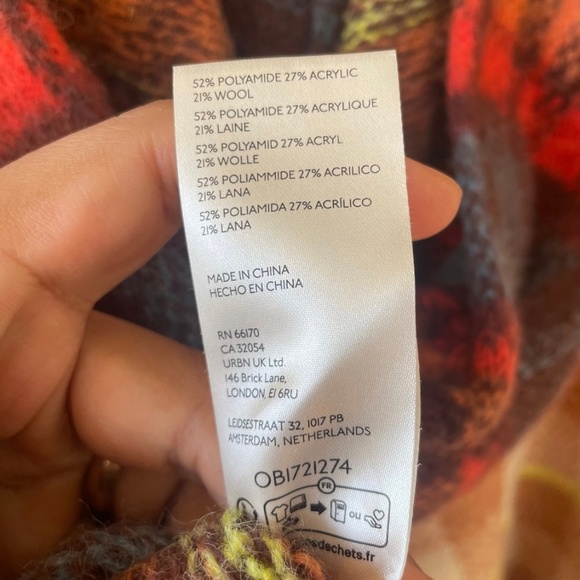 52% POLYAMIDE 27% ACRYLIC
21% WOOL
52% POLYAMIDE 27% ACRYLIQUE
21% LAINE
52% POLYAMID 27% ACRYL
21% WOLLE
52% POLIAMMIDE 27% ACRILICO
21% LANA
52% POLIAMIDA 27% ACRÍLICO
21% LANA
MADE IN CHINA
HECHO EN CHINA
RN 66170
CA 32054
URBN UK Ltd.
146 Brick Lane,
LONDON, E1 6RU
LEIDSESTRAAT 32, 1017 PB
AMSTERDAM, NETHERLANDS
OB1721274
FR
ou